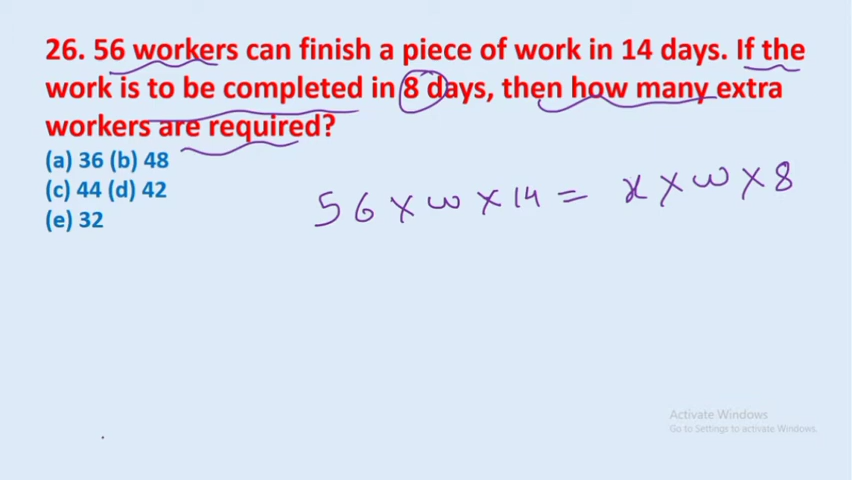 26. 56 workers can finish a piece of work in 14 days. If the
work is to be completed in 8 days, then how many extra
workers are required?
(a) 36 (b) 48
(c) 44 (d) 42
(e) 32
56 × w × 14 = x × w × 8
Activate Windows
Go to Settings to activate Windows.